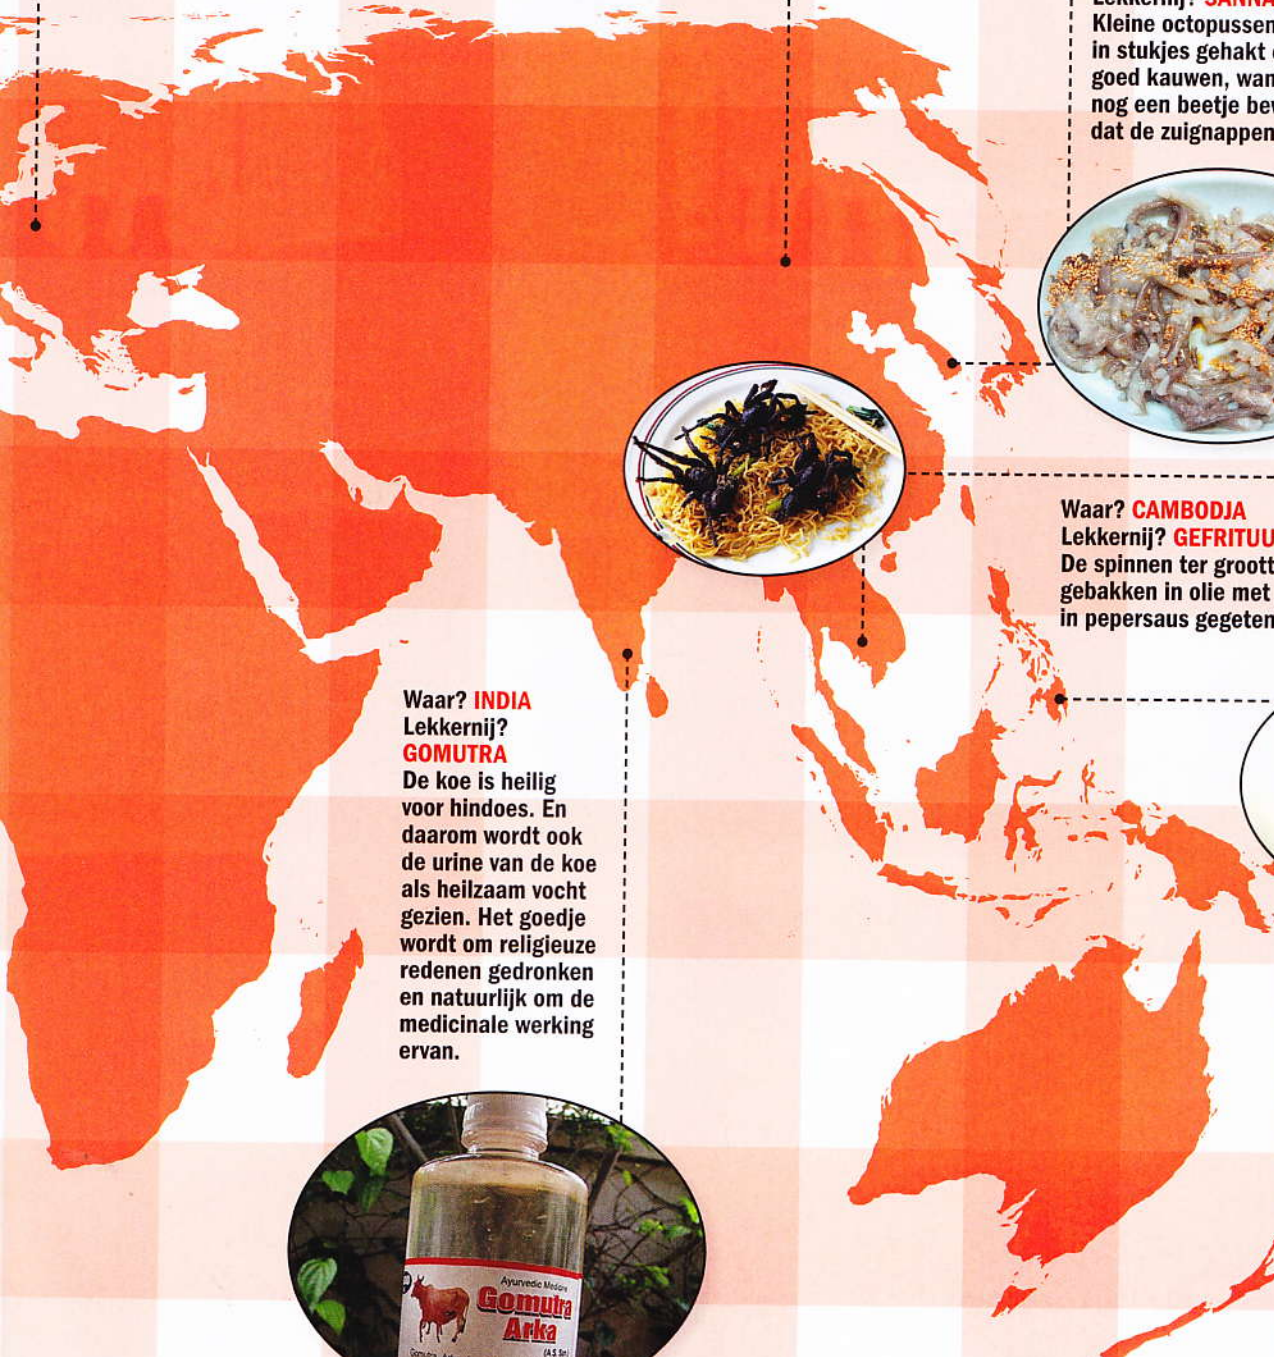 Lekkernij?
Kleine octopussen
in stukjes gehakt
goed kauwen, wan
nog een beetje bev
dat de zuignappen
Waar? CAMBODJA
Lekkernij? GEFRITUU
De spinnen ter groott
gebakken in olie met
in pepersaus gegeten
Waar? INDIA
Lekkernij?
GOMUTRA
De koe is heilig
voor hindoes. En
daarom wordt ook
de urine van de koe
als heilzaam vocht
gezien. Het goedje
wordt om religieuze
redenen gedronken
en natuurlijk om de
medicinale werking
ervan.
Ayurvedic Medicine
Gomutra
Arka